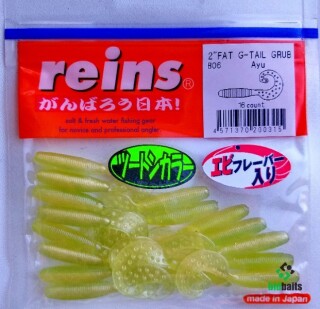 reins®
がんばろう日本!
salt & fresh water fishing gear
for novice and professional angler
2"FAT G-TAIL GRUB
B06 Ayu
16 count
4571370200315
ツートンカラー
エビフレーバー
入り
baits
made in Japan